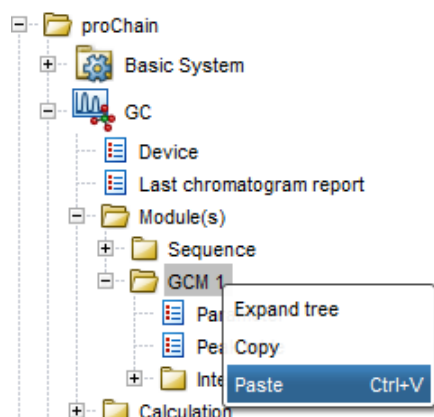 proChain
Basic System
GC
Device
Last chromatogram report
Module(s)
Sequence
GCM 1
Expand tree
Copy
Paste Ctrl+V
Calculation